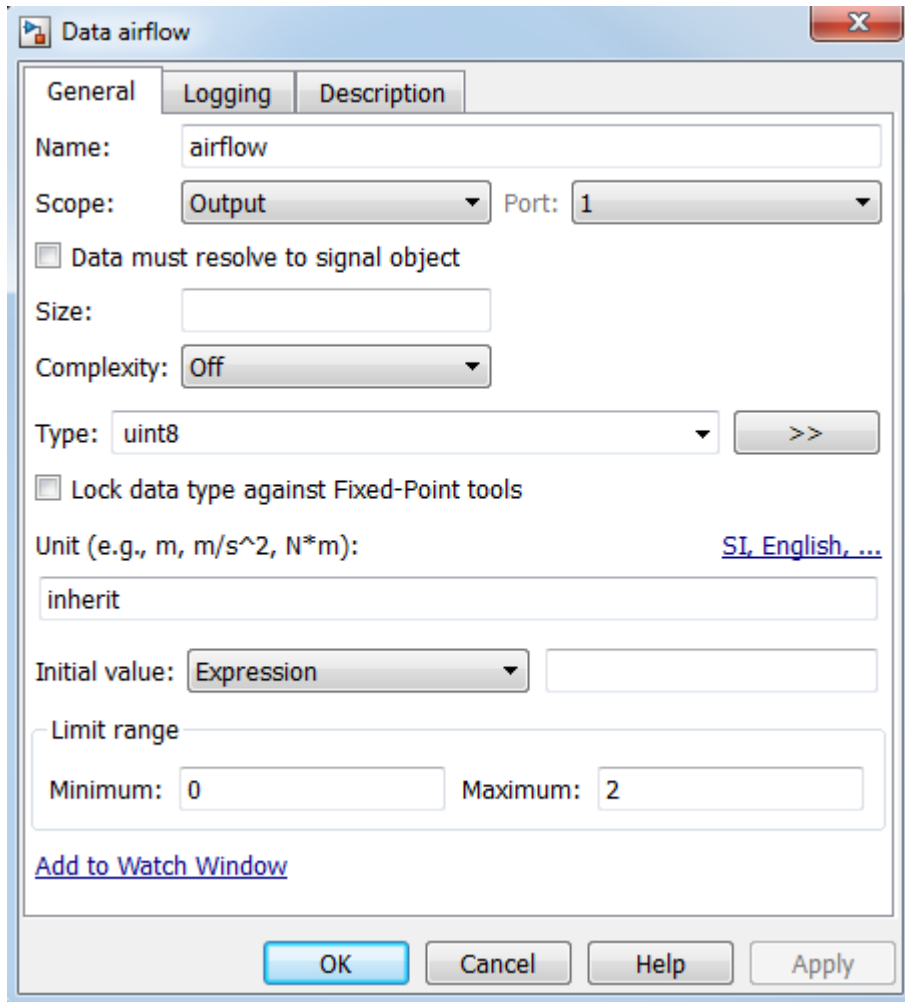 Data airflow
General Logging Description
Name: airflow
Scope: Output Port: 1
Data must resolve to signal object
Size:
Complexity: Off
Type: uint8 >>
Lock data type against Fixed-Point tools
Unit (e.g., m, m/s^2, N*m): SI, English, ...
inherit
Initial value: Expression
Limit range
Minimum: 0 Maximum: 2
Add to Watch Window
OK Cancel Help Apply